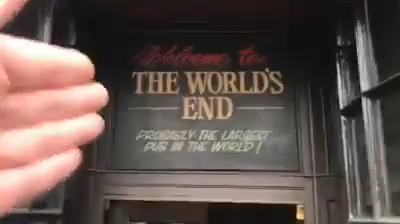 Welcome to
THE WORLD'S
END
PROBABLY THE LARGEST
PUB IN THE WORLD!